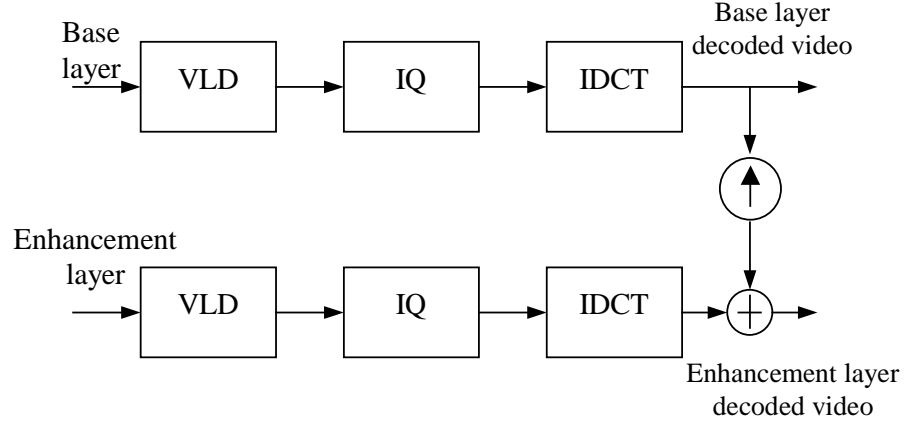 Base layer
decoded video
Base
layer
VLD
IQ
IDCT
Enhancement
layer
VLD
IQ
IDCT
Enhancement layer
decoded video